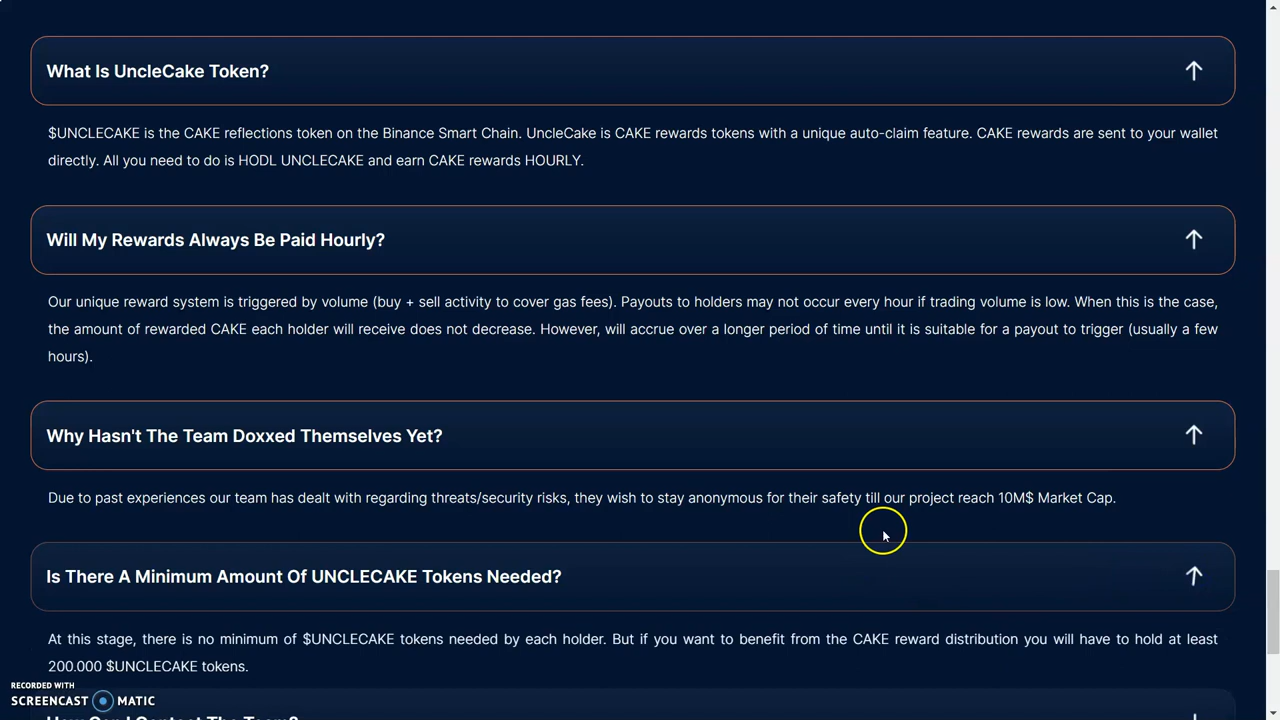 What Is UncleCake Token?
$UNCLECAKE is the CAKE reflections token on the Binance Smart Chain. UncleCake is CAKE rewards tokens with a unique auto-claim feature. CAKE rewards are sent to your wallet
directly. All you need to do is HODL UNCLECAKE and earn CAKE rewards HOURLY.
Will My Rewards Always Be Paid Hourly?
Our unique reward system is triggered by volume (buy + sell activity to cover gas fees). Payouts to holders may not occur every hour if trading volume is low. When this is the case,
the amount of rewarded CAKE each holder will receive does not decrease. However, will accrue over a longer period of time until it is suitable for a payout to trigger (usually a few
hours).
Why Hasn't The Team Doxxed Themselves Yet?
Due to past experiences our team has dealt with regarding threats/security risks, they wish to stay anonymous for their safety till our project reach 10M$ Market Cap.
Is There A Minimum Amount Of UNCLECAKE Tokens Needed?
At this stage, there is no minimum of $UNCLECAKE tokens needed by each holder. But if you want to benefit from the CAKE reward distribution you will have to hold at least
200.000 $UNCLECAKE tokens.
RECORDED WITH
SCREENCAST MATIC
How Can I Contact The Team?